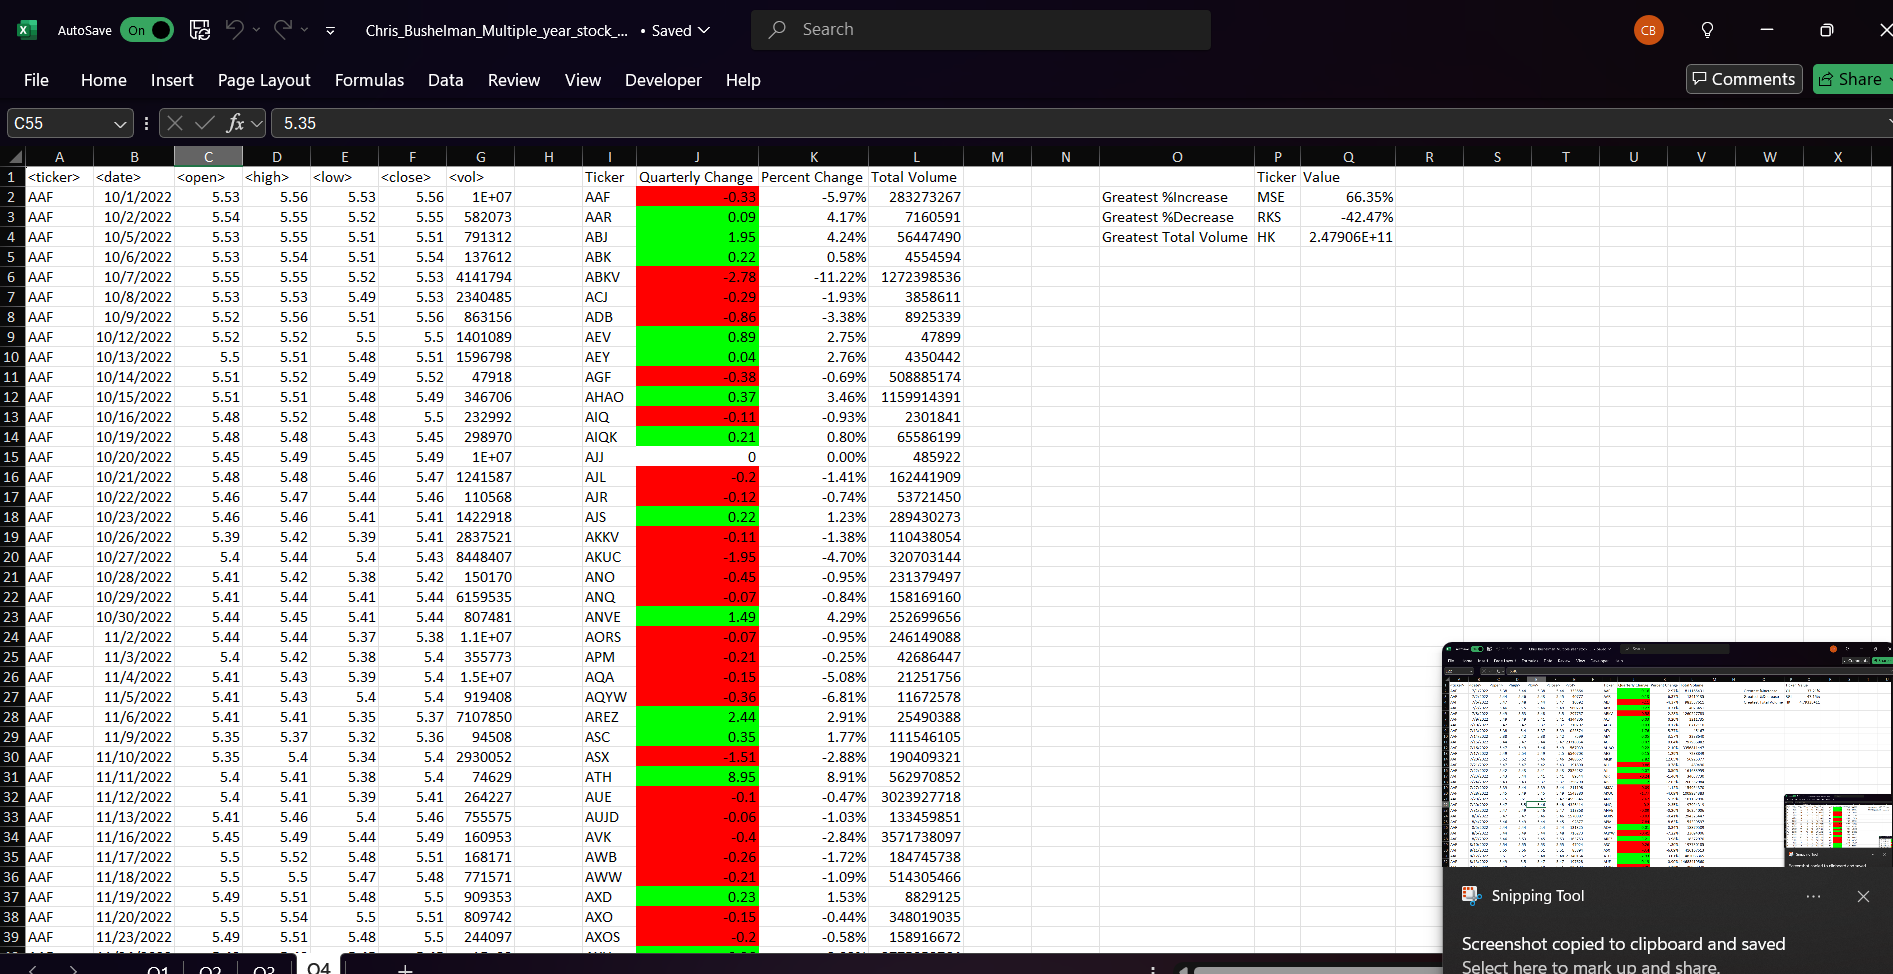 AutoSave On Chris_Bushelman_Multiple_year_stock_... • Saved Search CB
File Home Insert Page Layout Formulas Data Review View Developer Help Comments Share
C55 fx 5.35
A B C D E F G H I J K L M N O P Q R S T U V W X
1 <ticker> <date> <open> <high> <low> <close> <vol> Ticker Quarterly Change Percent Change Total Volume Ticker Value
2 AAF 10/1/2022 5.53 5.56 5.53 5.56 1E+07 AAF -0.33 -5.97% 283273267 Greatest %Increase MSE 66.35%
3 AAF 10/2/2022 5.54 5.55 5.52 5.55 582073 AAR 0.09 4.17% 7160591 Greatest %Decrease RKS -42.47%
4 AAF 10/5/2022 5.53 5.55 5.51 5.51 791312 ABJ 1.95 4.24% 56447490 Greatest Total Volume HK 2.47906E+11
5 AAF 10/6/2022 5.53 5.54 5.51 5.54 137612 ABK 0.22 0.58% 4554594
6 AAF 10/7/2022 5.55 5.55 5.52 5.53 4141794 ABKV -2.78 -11.22% 1272398536
7 AAF 10/8/2022 5.53 5.53 5.49 5.53 2340485 ACJ -0.29 -1.93% 3858611
8 AAF 10/9/2022 5.52 5.56 5.51 5.56 863156 ADB -0.86 -3.38% 8925339
9 AAF 10/12/2022 5.52 5.52 5.5 5.5 1401089 AEV 0.89 2.75% 47899
10 AAF 10/13/2022 5.5 5.51 5.48 5.51 1596798 AEY 0.04 2.76% 4350442
11 AAF 10/14/2022 5.51 5.52 5.49 5.52 47918 AGF -0.38 -0.69% 508885174
12 AAF 10/15/2022 5.51 5.51 5.48 5.49 346706 AHAO 0.37 3.46% 1159914391
13 AAF 10/16/2022 5.48 5.52 5.48 5.5 232992 AIQ -0.11 -0.93% 2301841
14 AAF 10/19/2022 5.48 5.48 5.43 5.45 298970 AIQK 0.21 0.80% 65586199
15 AAF 10/20/2022 5.45 5.49 5.45 5.49 1E+07 AJJ 0 0.00% 485922
16 AAF 10/21/2022 5.48 5.48 5.46 5.47 1241587 AJL -0.2 -1.41% 162441909
17 AAF 10/22/2022 5.46 5.47 5.44 5.46 110568 AJR -0.12 -0.74% 53721450
18 AAF 10/23/2022 5.46 5.46 5.41 5.41 1422918 AJS 0.22 1.23% 289430273
19 AAF 10/26/2022 5.39 5.42 5.39 5.41 2837521 AKKV -0.11 -1.38% 110438054
20 AAF 10/27/2022 5.4 5.44 5.4 5.43 8448407 AKUC -1.95 -4.70% 320703144
21 AAF 10/28/2022 5.41 5.42 5.38 5.42 150170 ANO -0.45 -0.95% 231379497
22 AAF 10/29/2022 5.41 5.44 5.41 5.44 6159535 ANQ -0.07 -0.84% 158169160
23 AAF 10/30/2022 5.44 5.45 5.41 5.44 807481 ANVE 1.49 4.29% 252699656
24 AAF 11/2/2022 5.44 5.44 5.37 5.38 1.1E+07 AORS -0.07 -0.95% 246149088
25 AAF 11/3/2022 5.4 5.42 5.38 5.4 355773 APM -0.21 -0.25% 42686447
26 AAF 11/4/2022 5.41 5.43 5.39 5.4 1.5E+07 AQA -0.15 -5.08% 21251756
27 AAF 11/5/2022 5.41 5.43 5.4 5.4 919408 AQYW -0.36 -6.81% 11672578
28 AAF 11/6/2022 5.41 5.41 5.35 5.37 7107850 AREZ 2.44 2.91% 25490388
29 AAF 11/9/2022 5.35 5.37 5.32 5.36 94508 ASC 0.35 1.77% 111546105
30 AAF 11/10/2022 5.35 5.4 5.34 5.4 2930052 ASX -1.51 -2.88% 190409321
31 AAF 11/11/2022 5.4 5.41 5.38 5.4 74629 ATH 8.95 8.91% 562970852
32 AAF 11/12/2022 5.4 5.41 5.39 5.41 264227 AUE -0.1 -0.47% 3023927718
33 AAF 11/13/2022 5.41 5.46 5.4 5.46 755575 AUJD -0.06 -1.03% 133459851
34 AAF 11/16/2022 5.45 5.49 5.44 5.49 160953 AVK -0.4 -2.84% 3571738097
35 AAF 11/17/2022 5.5 5.52 5.48 5.51 168171 AWB -0.26 -1.72% 184745738
36 AAF 11/18/2022 5.5 5.5 5.47 5.48 771571 AWW -0.21 -1.09% 514305466
37 AAF 11/19/2022 5.49 5.51 5.48 5.5 909353 AXD 0.23 1.53% 8829125
38 AAF 11/20/2022 5.5 5.54 5.5 5.51 809742 AXO -0.15 -0.44% 348019035
39 AAF 11/23/2022 5.49 5.51 5.48 5.5 244097 AXOS -0.2 -0.58% 158916672
Q1 Q2 Q3 Q4
Snipping Tool
Screenshot copied to clipboard and saved
Select here to mark up and share.